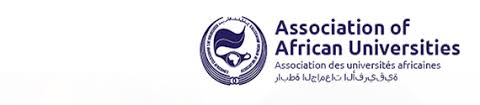 Association of
African Universities
Association des universités africaines
رابطة الجامعات الأفريقية